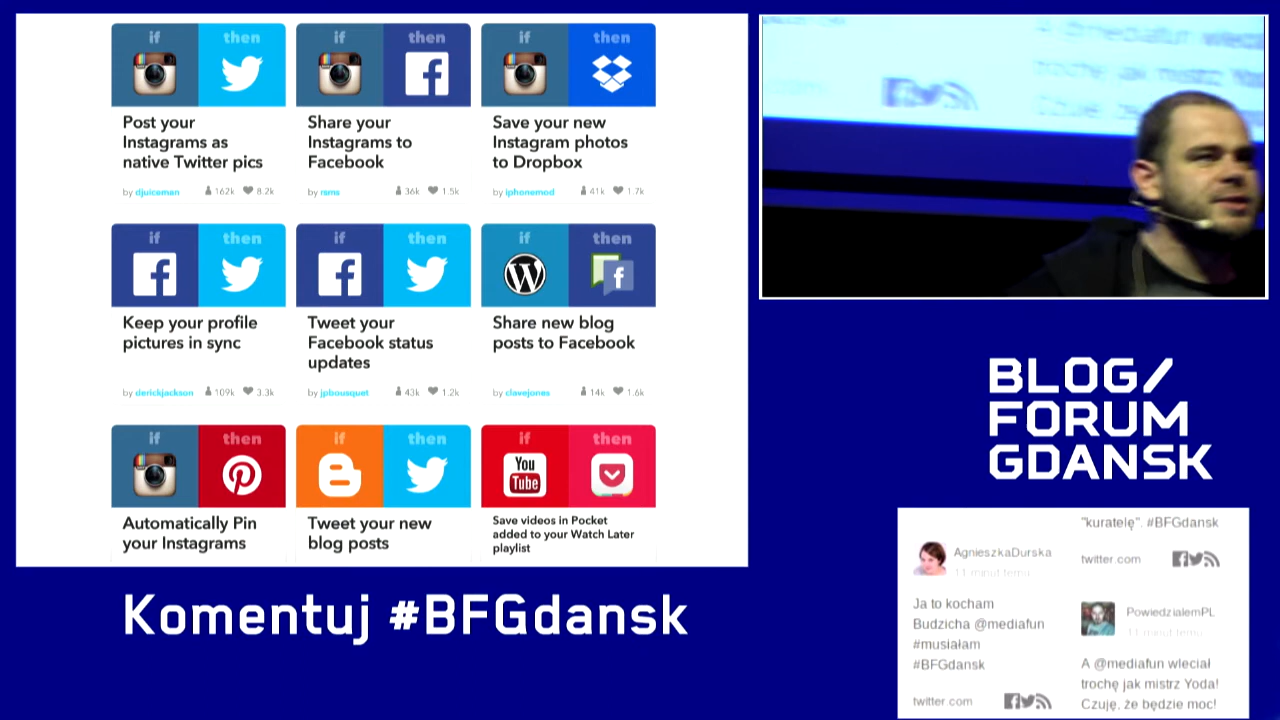 if then
if then
if then
Post your
Instagrams as
native Twitter pics
by djuiceman 162k 8.2k
Share your
Instagrams to
Facebook
by rsms 36k 1.5k
Save your new
Instagram photos
to Dropbox
by iphonemod 41k 1.7k
if then
if then
if then
Keep your profile
pictures in sync
by derickjackson 109k 3.3k
Tweet your
Facebook status
updates
by jpbousquet 43k 1.2k
Share new blog
posts to Facebook
by clavejones 14k 1.6k
if then
if then
if then
You
Tube
Automatically Pin
your Instagrams
Tweet your new
blog posts
Save videos in Pocket
added to your Watch Later
playlist
Komentuj #BFGdansk
BLOG/
FORUM
GDANSK
AgnieszkaDurska
11 minut temu
Ja to kocham
Budzicha @mediafun
#musiałam
#BFGdansk
twitter.com
"kuratelę". #BFGdansk
twitter.com
PowiedzialemPL
11 minut temu
A @mediafun wleciał
trochę jak mistrz Yoda!
Czuję, że będzie moc!